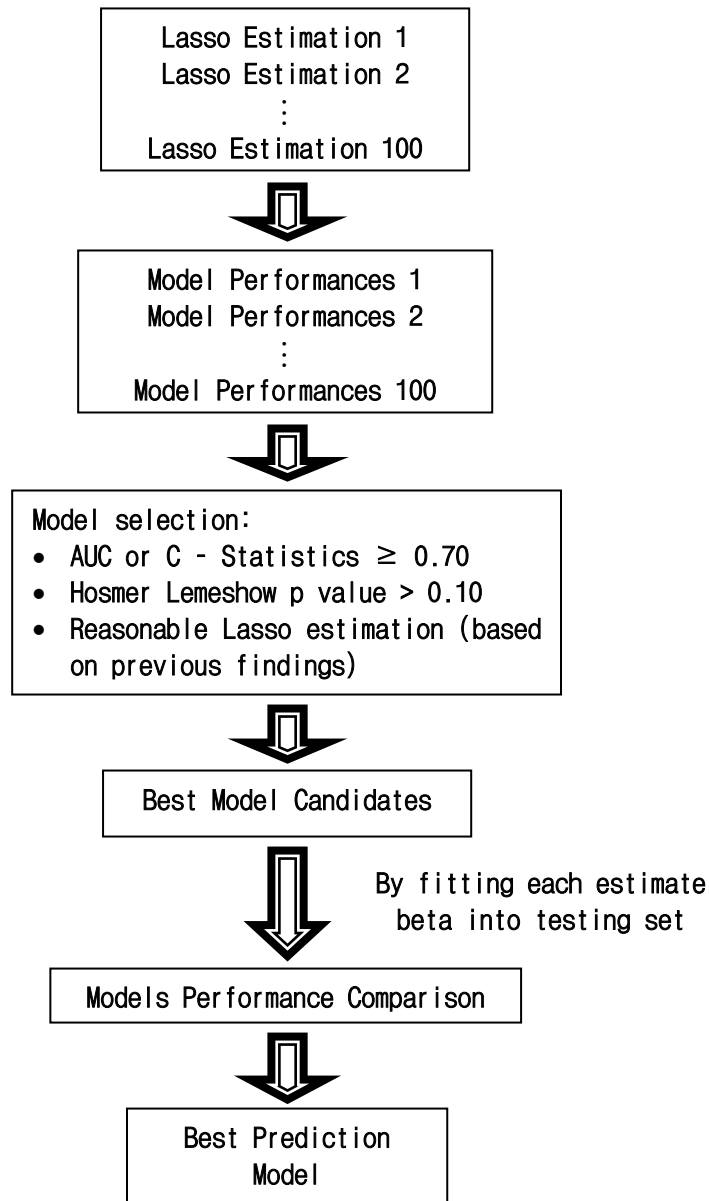 Lasso Estimation 1
Lasso Estimation 2
⋮
Lasso Estimation 100
Model Performances 1
Model Performances 2
⋮
Model Performances 100
Model selection:
• AUC or C - Statistics ≥ 0.70
• Hosmer Lemeshow p value > 0.10
• Reasonable Lasso estimation (based
on previous findings)
Best Model Candidates
By fitting each estimate
beta into testing set
Models Performance Comparison
Best Prediction
Model